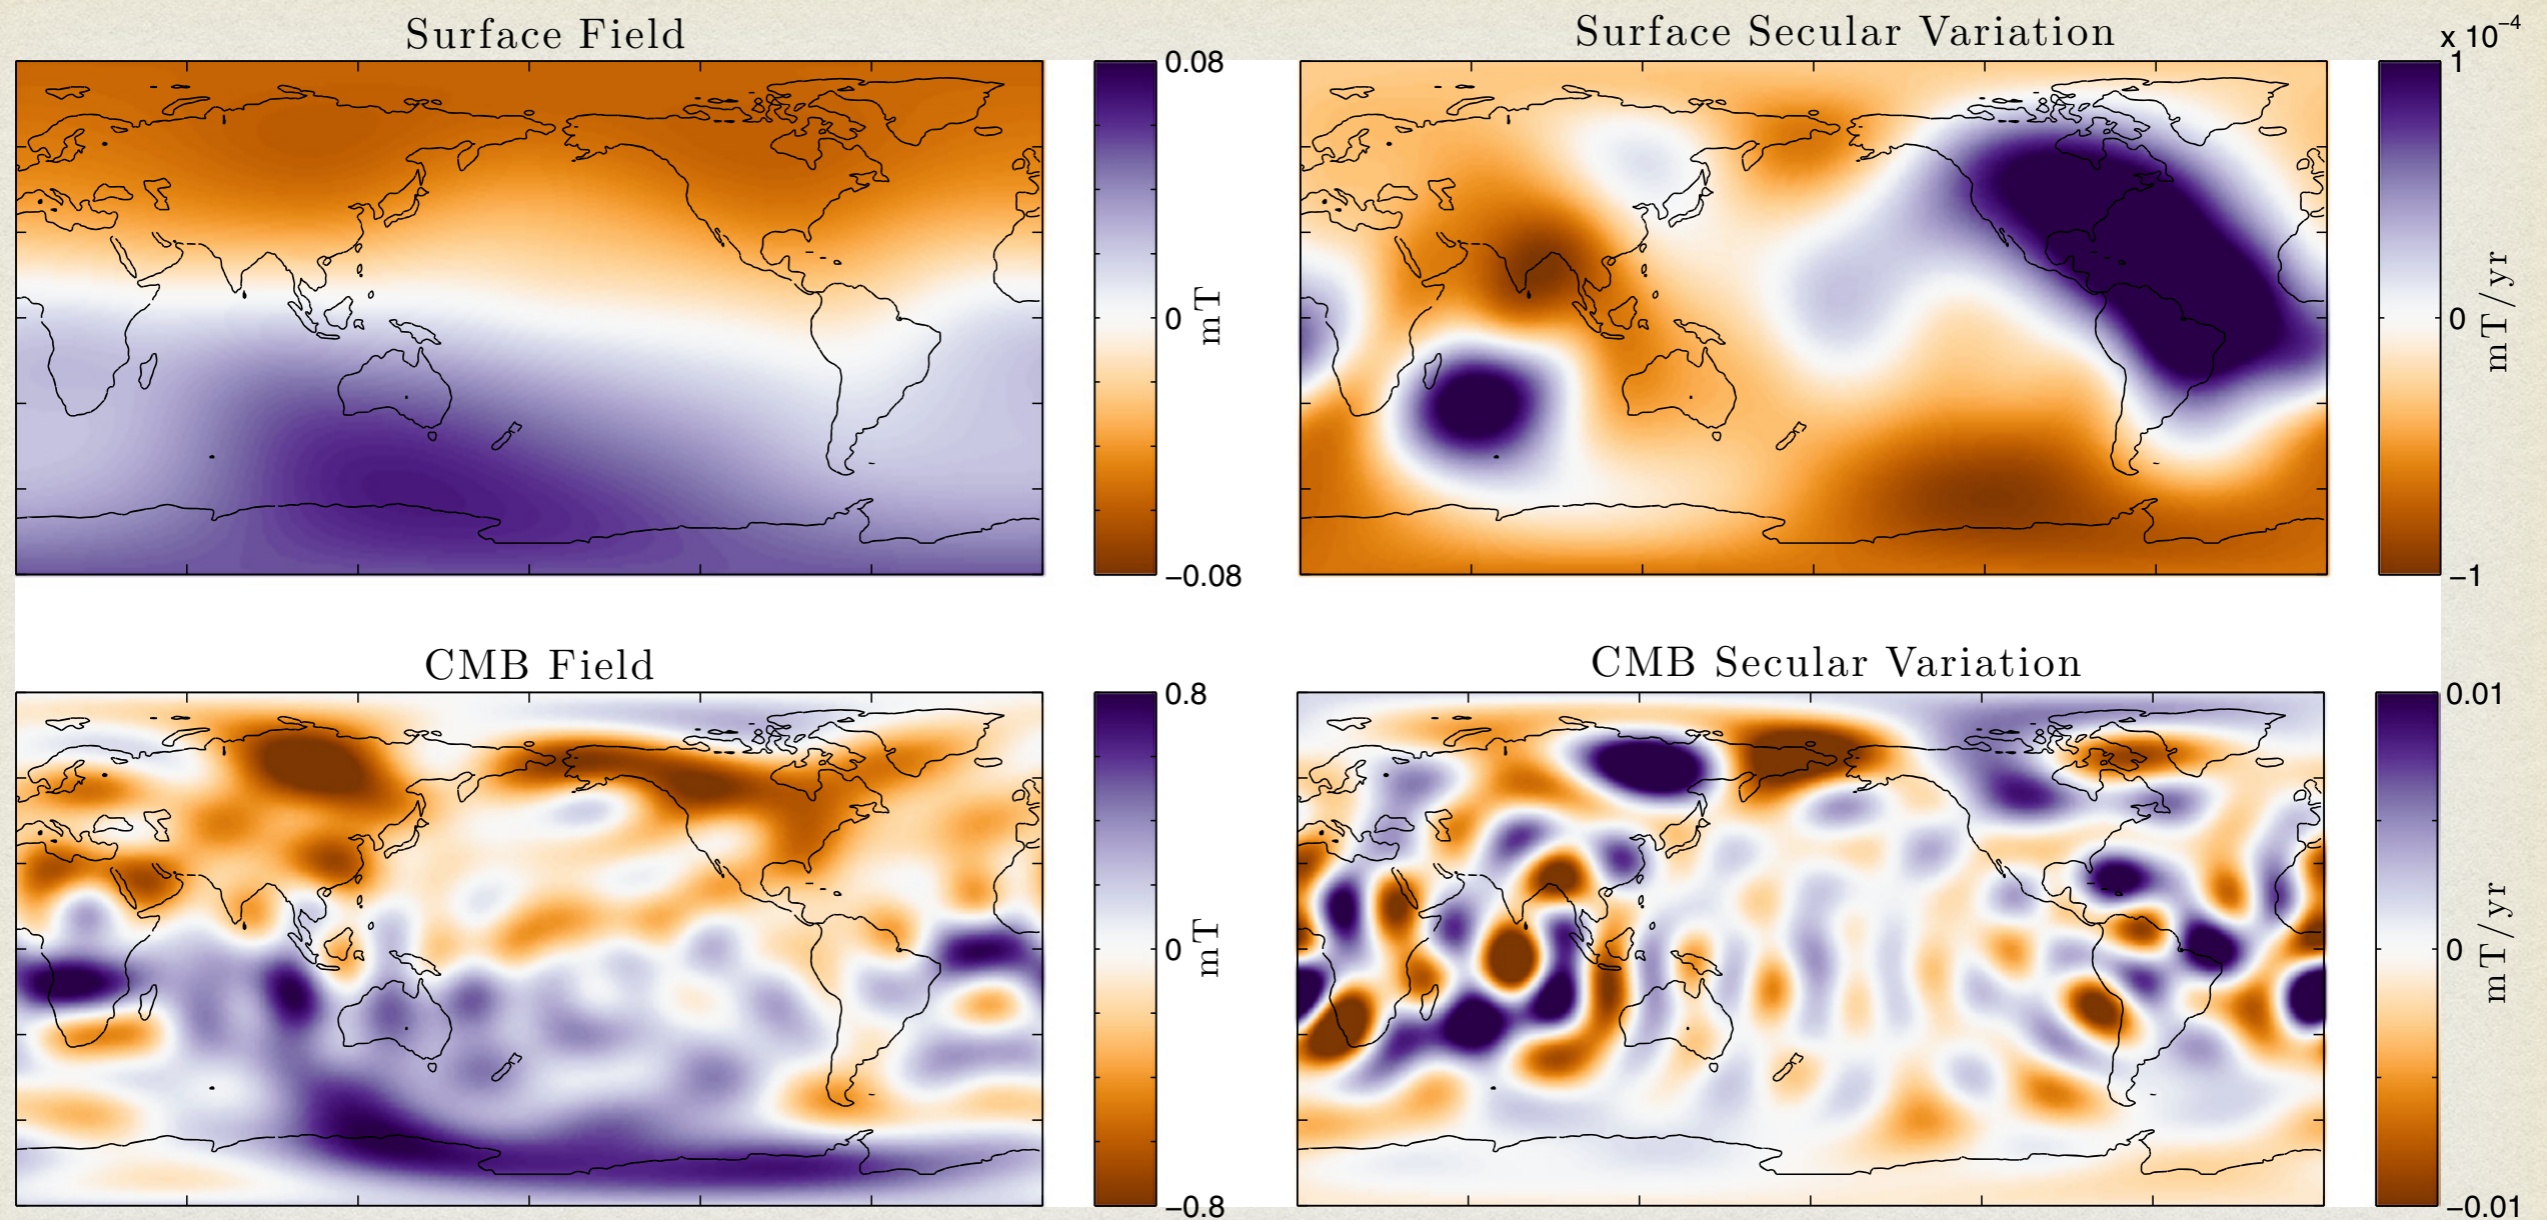 Surface Field
0.08
0
−0.08
mT
Surface Secular Variation
x 10−4
1
0
−1
mT/yr
CMB Field
0.8
0
−0.8
mT
CMB Secular Variation
0.01
0
−0.01
mT/yr